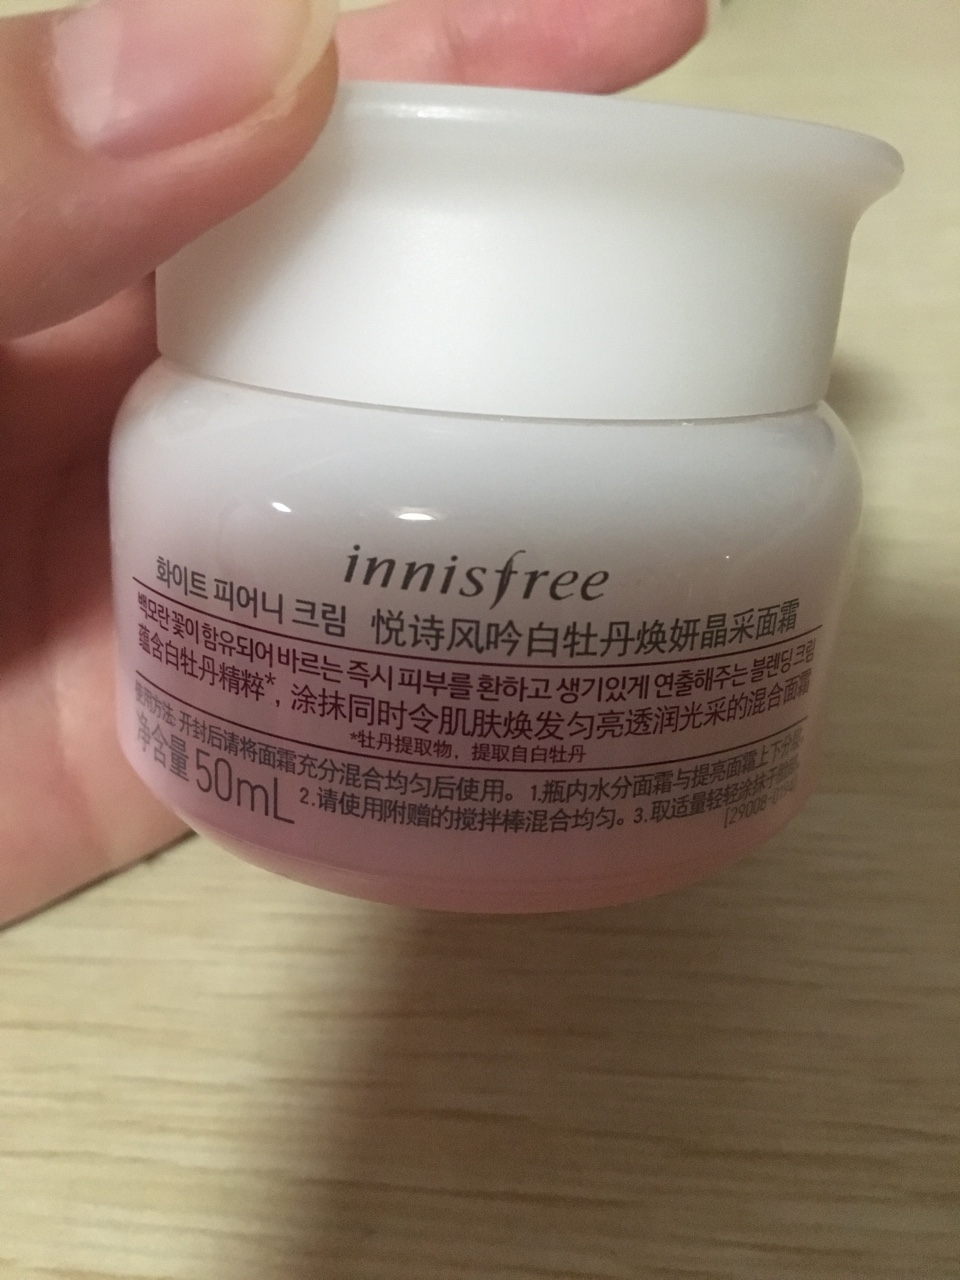 innisfree
화이트 피어니 크림 悦诗风吟白牡丹焕妍晶采面霜
백모란 꽃이 함유되어 바르는 즉시 피부를 환하고 생기있게 연출해주는 블렌딩 크림
蕴含白牡丹精粹*, 涂抹同时令肌肤焕发匀亮透润光采的混合面霜
*牡丹提取物，提取自白牡丹
使用方法: 开封后请将面霜充分混合均匀后使用。 1.瓶内水分面霜与提亮面霜上下分层
净含量 50mL 2.请使用附赠的搅拌棒混合均匀。3.取适量轻轻涂抹于